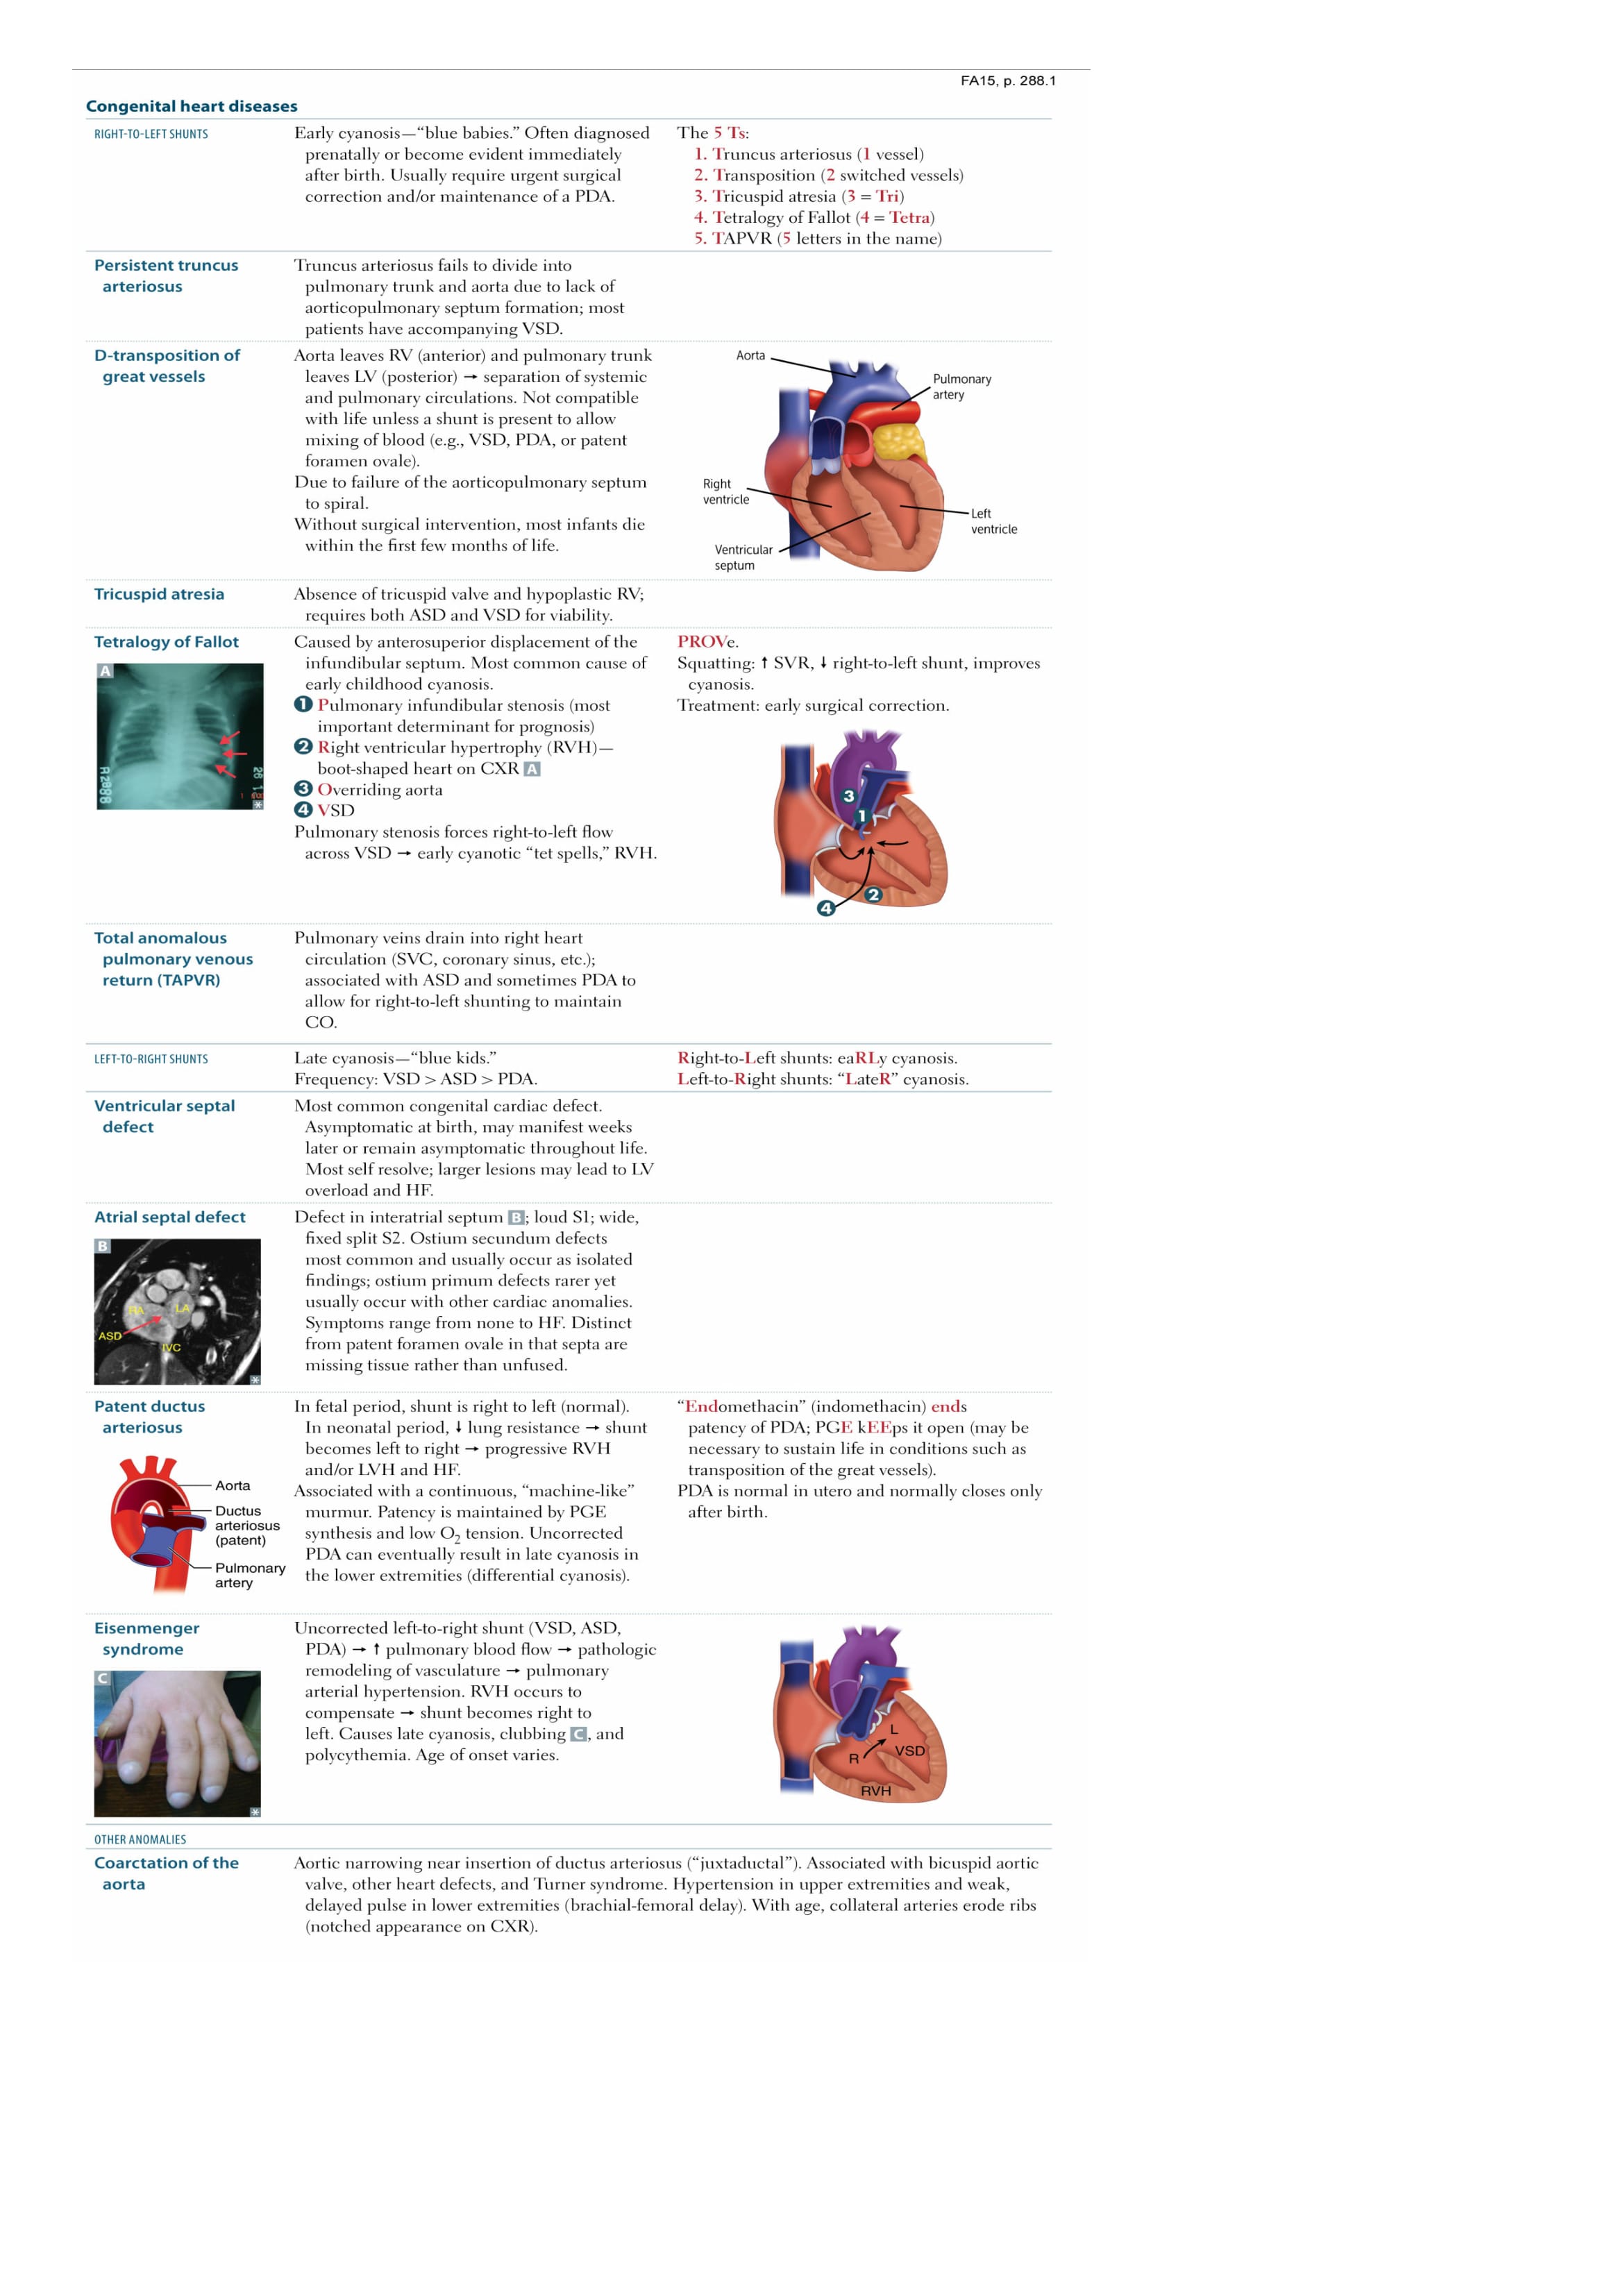 FA15, p. 288.1
Congenital heart diseases
RIGHT-TO-LEFT SHUNTS
Early cyanosis—“blue babies.” Often diagnosed
prenatally or become evident immediately
after birth. Usually require urgent surgical
correction and/or maintenance of a PDA.
The 5 Ts:
1. Truncus arteriosus (1 vessel)
2. Transposition (2 switched vessels)
3. Tricuspid atresia (3 = Tri)
4. Tetralogy of Fallot (4 = Tetra)
5. TAPVR (5 letters in the name)
Persistent truncus
arteriosus
Truncus arteriosus fails to divide into
pulmonary trunk and aorta due to lack of
aorticopulmonary septum formation; most
patients have accompanying VSD.
D-transposition of
great vessels
Aorta leaves RV (anterior) and pulmonary trunk
leaves LV (posterior) → separation of systemic
and pulmonary circulations. Not compatible
with life unless a shunt is present to allow
mixing of blood (e.g., VSD, PDA, or patent
foramen ovale).
Due to failure of the aorticopulmonary septum
to spiral.
Without surgical intervention, most infants die
within the first few months of life.
Aorta
Pulmonary
artery
Right
ventricle
Left
ventricle
Ventricular
septum
Tricuspid atresia
Absence of tricuspid valve and hypoplastic RV;
requires both ASD and VSD for viability.
Tetralogy of Fallot
A
Caused by anterosuperior displacement of the
infundibular septum. Most common cause of
early childhood cyanosis.
1 Pulmonary infundibular stenosis (most
important determinant for prognosis)
2 Right ventricular hypertrophy (RVH)—
boot-shaped heart on CXR A
3 Overriding aorta
4 VSD
Pulmonary stenosis forces right-to-left flow
across VSD → early cyanotic “tet spells,” RVH.
PROVe.
Squatting: ↑ SVR, ↓ right-to-left shunt, improves
cyanosis.
Treatment: early surgical correction.
3
1
2
4
Total anomalous
pulmonary venous
return (TAPVR)
Pulmonary veins drain into right heart
circulation (SVC, coronary sinus, etc.);
associated with ASD and sometimes PDA to
allow for right-to-left shunting to maintain
CO.
LEFT-TO-RIGHT SHUNTS
Late cyanosis—“blue kids.”
Frequency: VSD > ASD > PDA.
Right-to-Left shunts: eaRLy cyanosis.
Left-to-Right shunts: “LateR” cyanosis.
Ventricular septal
defect
Most common congenital cardiac defect.
Asymptomatic at birth, may manifest weeks
later or remain asymptomatic throughout life.
Most self resolve; larger lesions may lead to LV
overload and HF.
Atrial septal defect
B
RA
LA
ASD
IVC
Defect in interatrial septum B; loud S1; wide,
fixed split S2. Ostium secundum defects
most common and usually occur as isolated
findings; ostium primum defects rarer yet
usually occur with other cardiac anomalies.
Symptoms range from none to HF. Distinct
from patent foramen ovale in that septa are
missing tissue rather than unfused.
Patent ductus
arteriosus
Aorta
Ductus
arteriosus
(patent)
Pulmonary
artery
In fetal period, shunt is right to left (normal).
In neonatal period, ↓ lung resistance → shunt
becomes left to right → progressive RVH
and/or LVH and HF.
Associated with a continuous, “machine-like”
murmur. Patency is maintained by PGE
synthesis and low O2 tension. Uncorrected
PDA can eventually result in late cyanosis in
the lower extremities (differential cyanosis).
“Endomethacin” (indomethacin) ends
patency of PDA; PGE kEEps it open (may be
necessary to sustain life in conditions such as
transposition of the great vessels).
PDA is normal in utero and normally closes only
after birth.
Eisenmenger
syndrome
C
Uncorrected left-to-right shunt (VSD, ASD,
PDA) → ↑ pulmonary blood flow → pathologic
remodeling of vasculature → pulmonary
arterial hypertension. RVH occurs to
compensate → shunt becomes right to
left. Causes late cyanosis, clubbing C, and
polycythemia. Age of onset varies.
L
R
VSD
RVH
OTHER ANOMALIES
Coarctation of the
aorta
Aortic narrowing near insertion of ductus arteriosus (“juxtaductal”). Associated with bicuspid aortic
valve, other heart defects, and Turner syndrome. Hypertension in upper extremities and weak,
delayed pulse in lower extremities (brachial-femoral delay). With age, collateral arteries erode ribs
(notched appearance on CXR).